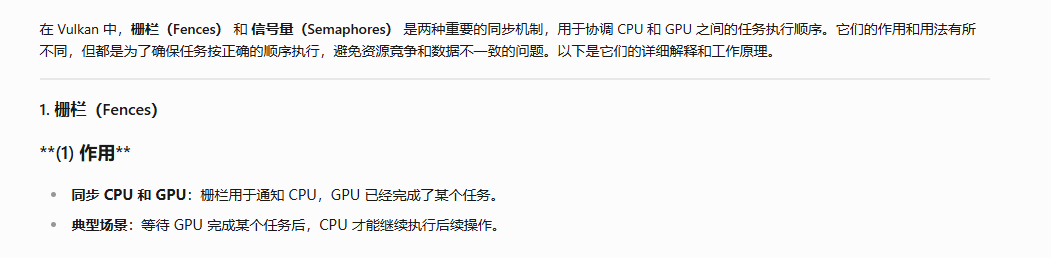 在 Vulkan 中，栅栏（Fences） 和 信号量（Semaphores） 是两种重要的同步机制，用于协调 CPU 和 GPU 之间的任务执行顺序。它们的作用和用法有所
不同，但都是为了确保任务按正确的顺序执行，避免资源竞争和数据不一致的问题。以下是它们的详细解释和工作原理。
1. 栅栏（Fences）
**(1) 作用**
• 同步 CPU 和 GPU：栅栏用于通知 CPU，GPU 已经完成了某个任务。
• 典型场景：等待 GPU 完成某个任务后，CPU 才能继续执行后续操作。